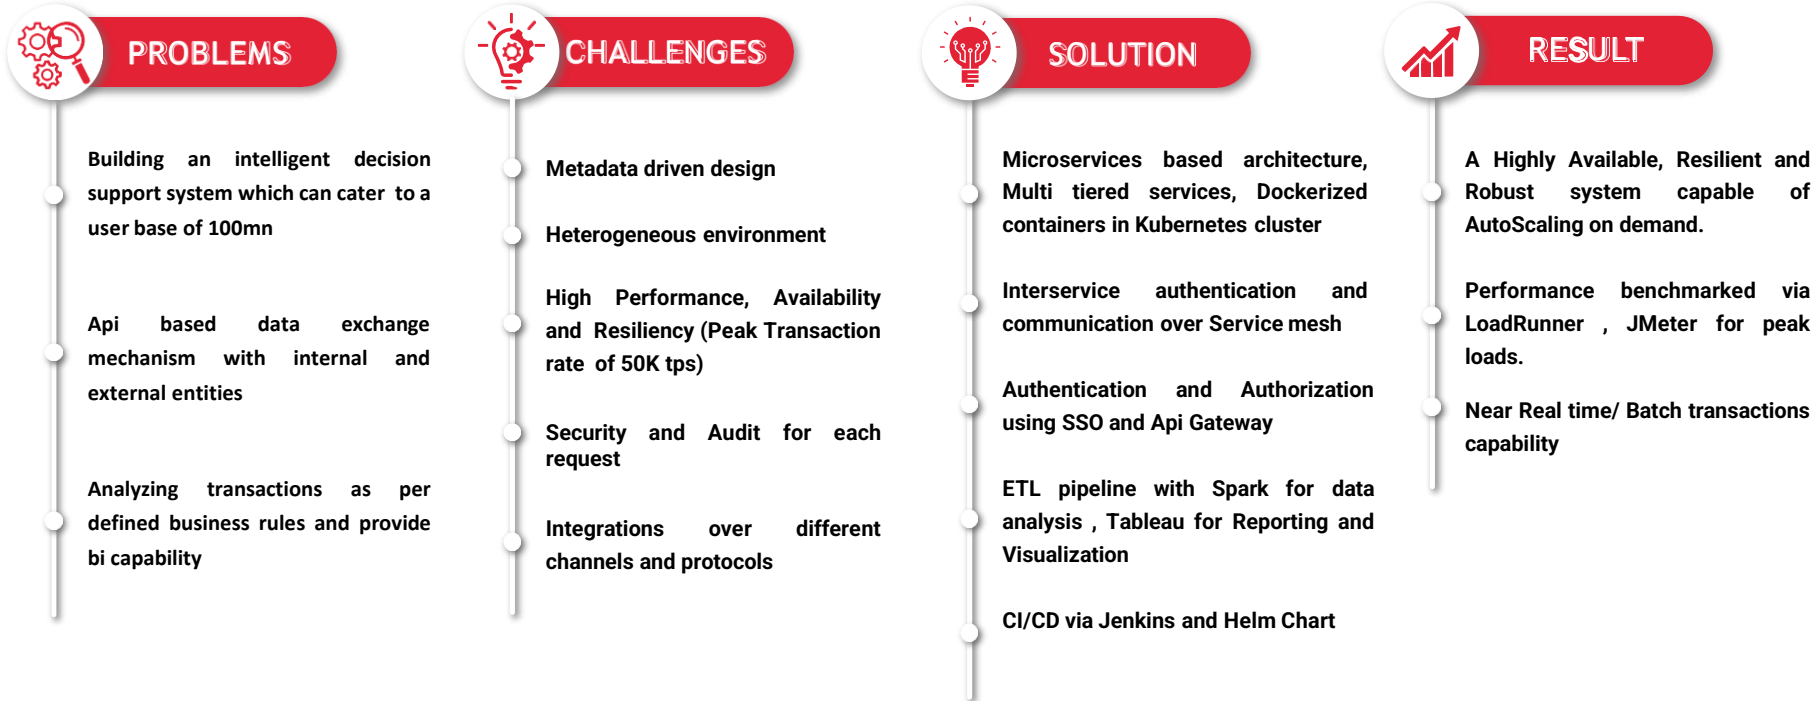 PROBLEMS
Building an intelligent decision
support system which can cater to a
user base of 100mn
Api based data exchange
mechanism with internal and
external entities
Analyzing transactions as per
defined business rules and provide
bi capability
CHALLENGES
Metadata driven design
Heterogeneous environment
High Performance, Availability
and Resiliency (Peak Transaction
rate of 50K tps)
Security and Audit for each
request
Integrations over different
channels and protocols
SOLUTION
Microservices based architecture,
Multi tiered services, Dockerized
containers in Kubernetes cluster
Interservice authentication and
communication over Service mesh
Authentication and Authorization
using SSO and Api Gateway
ETL pipeline with Spark for data
analysis , Tableau for Reporting and
Visualization
CI/CD via Jenkins and Helm Chart
RESULT
A Highly Available, Resilient and
Robust system capable of
AutoScaling on demand.
Performance benchmarked via
LoadRunner , JMeter for peak
loads.
Near Real time/ Batch transactions
capability